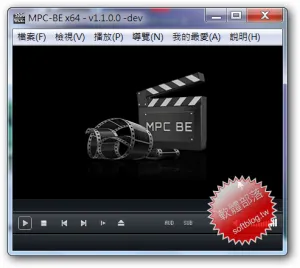 MPC-BE x64 - v1.1.0.0 -dev
檔案(F) 檢視(V) 播放(P) 導覽(N) 我的最愛(A) 說明(H)
MPC BE
軟體部落
softblog.tw
AUD SUB